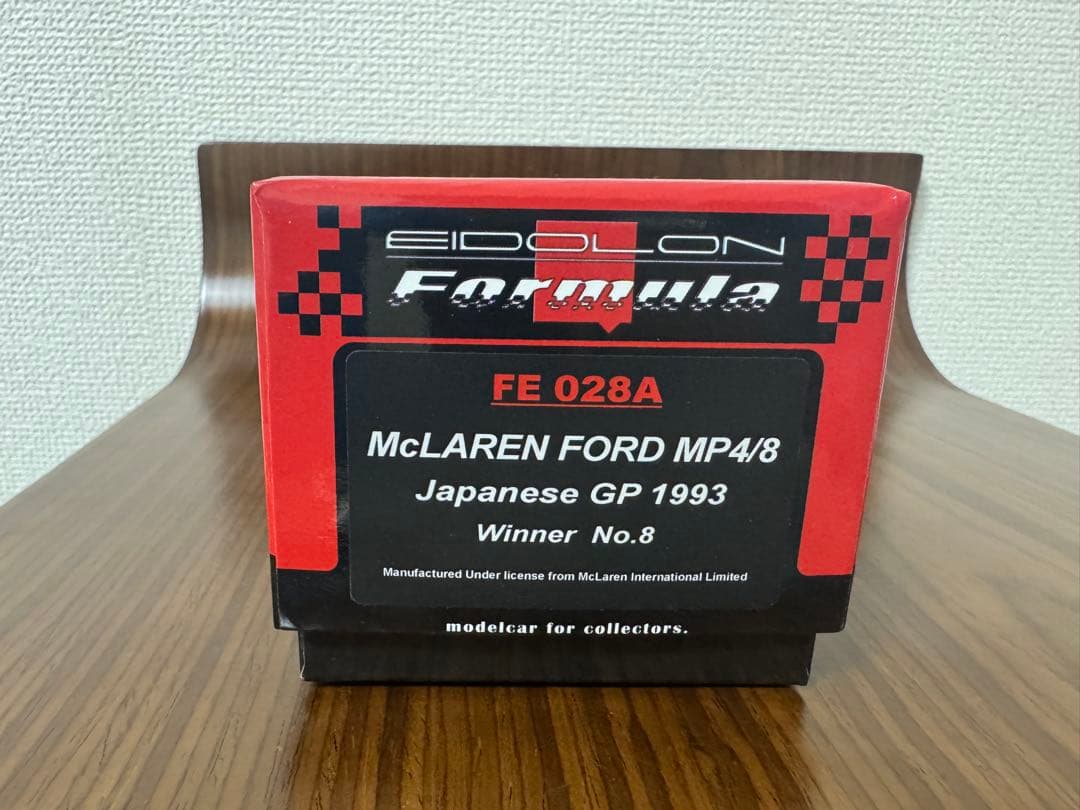 EIDOLON
Formula
FE 028A
McLAREN FORD MP4/8
Japanese GP 1993
Winner No.8
Manufactured Under license from McLaren International Limited
modelcar for collectors.